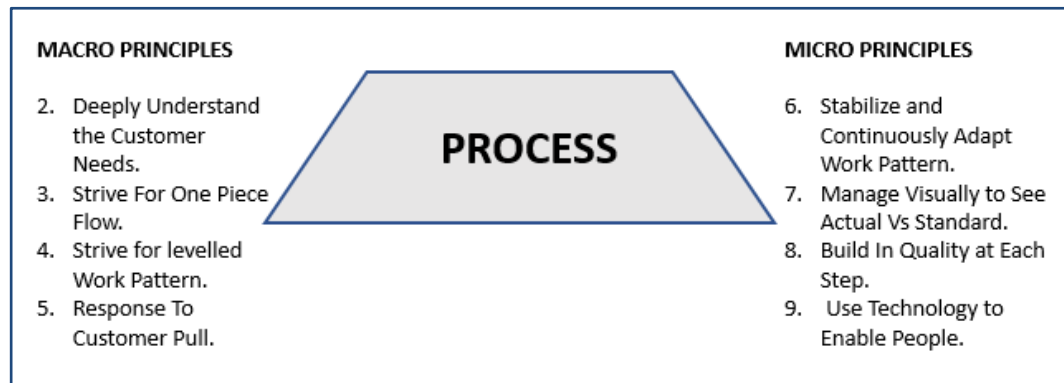 MACRO PRINCIPLES
2. Deeply Understand
the Customer
Needs.
3. Strive For One Piece
Flow.
4. Strive for levelled
Work Pattern.
5. Response To
Customer Pull.
PROCESS
MICRO PRINCIPLES
6. Stabilize and
Continuously Adapt
Work Pattern.
7. Manage Visually to See
Actual Vs Standard.
8. Build In Quality at Each
Step.
9. Use Technology to
Enable People.